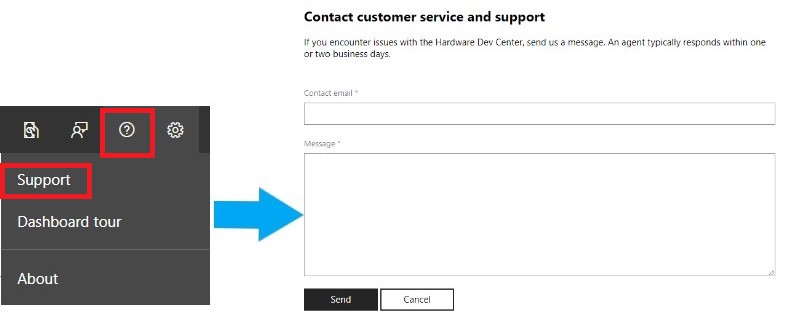 Contact customer service and support
If you encounter issues with the Hardware Dev Center, send us a message. An agent typically responds within one
or two business days.
Contact email *
Message *
Send
Cancel
Support
Dashboard tour
About